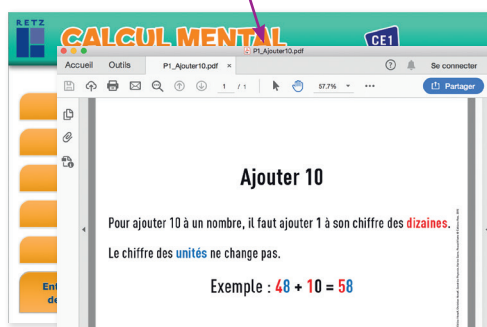 RETZ
CALCUL MENTAL
CE1
P1_Ajouter10.pdf
Accueil Outils P1_Ajouter10.pdf × Se connecter
1 / 1 57.7% Partager
Ajouter 10
Pour ajouter 10 à un nombre, il faut ajouter 1 à son chiffre des dizaines.
Le chiffre des unités ne change pas.
Exemple : 48 + 10 = 58
Ent
de